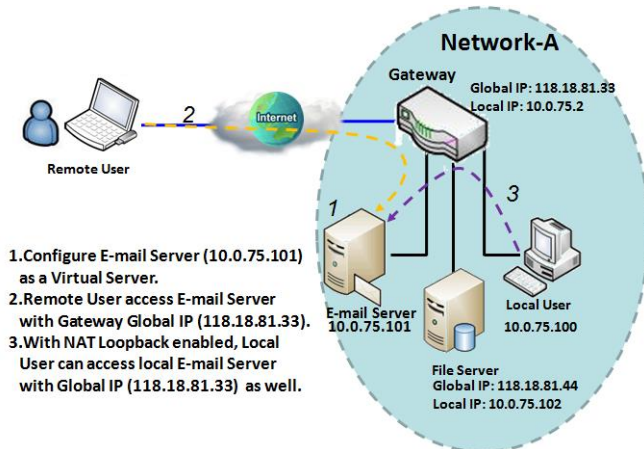 Network-A
Gateway
Global IP: 118.18.81.33
Local IP: 10.0.75.2
2
Internet
Remote User
1
3
E-mail Server
10.0.75.101
Local User
10.0.75.100
File Server
Global IP: 118.18.81.44
Local IP: 10.0.75.102
1.Configure E-mail Server (10.0.75.101)
as a Virtual Server.
2.Remote User access E-mail Server
with Gateway Global IP (118.18.81.33).
3.With NAT Loopback enabled, Local
User can access local E-mail Server
with Global IP (118.18.81.33) as well.